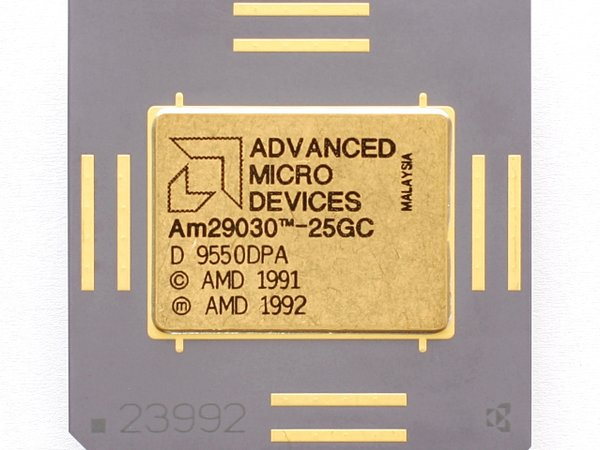 ADVANCED
MICRO
DEVICES
MALAYSIA
Am29030™-25GC
D 9550DPA
© AMD 1991
ⓜ AMD 1992
23992